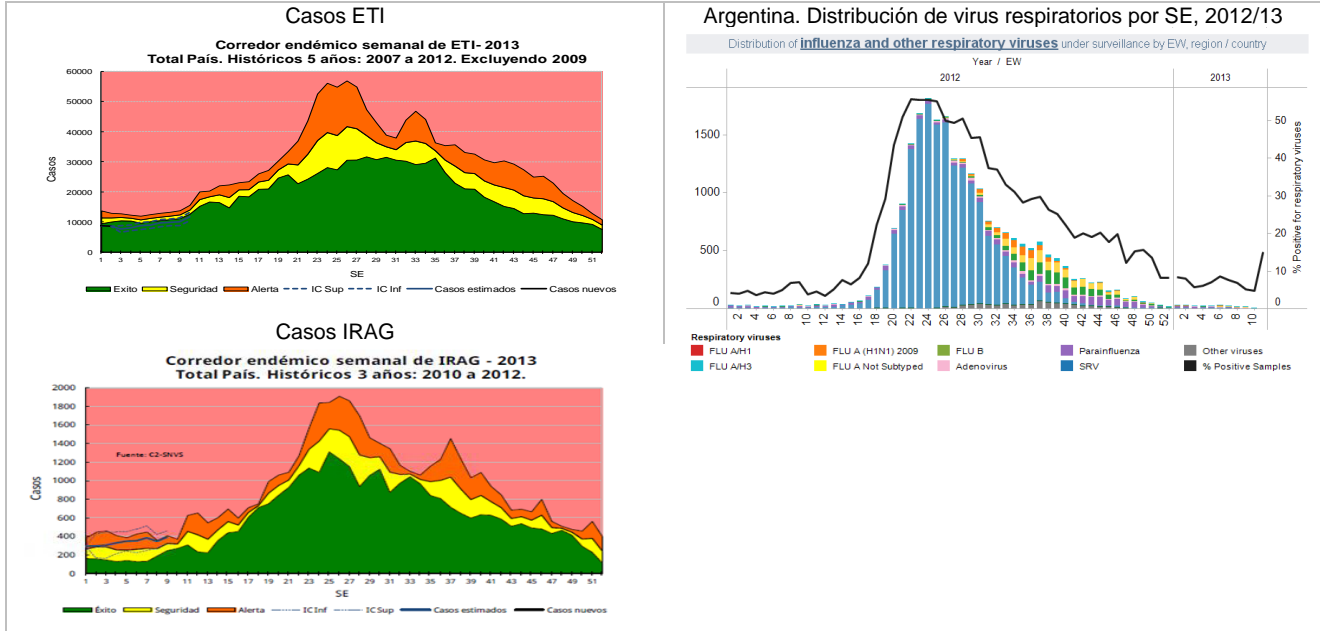 Casos ETI
Corredor endémico semanal de ETI- 2013
Total País. Históricos 5 años: 2007 a 2012. Excluyendo 2009
60000
50000
40000
30000
20000
10000
0
Casos
1 3 5 7 9 11 13 15 17 19 21 23 25 27 29 31 33 35 37 39 41 43 45 47 49 51
SE
Exito Seguridad Alerta IC Sup IC Inf Casos estimados Casos nuevos
Casos IRAG
Corredor endémico semanal de IRAG - 2013
Total País. Históricos 3 años: 2010 a 2012.
2000
1800
1600
1400
1200
1000
800
600
400
200
0
Casos
Fuente: C2-SNVS
1 3 5 7 9 11 13 15 17 19 21 23 25 27 29 31 33 35 37 39 41 43 45 47 49 51
SE
Éxito Seguridad Alerta IC Inf IC Sup Casos estimados Casos nuevos
Argentina. Distribución de virus respiratorios por SE, 2012/13
Distribution of influenza and other respiratory viruses under surveillance by EW, region / country
Year / EW
2012 2013
1500
1000
500
0
50
40
30
20
10
0
% Positive for respiratory viruses
2 4 6 8 10 12 14 16 18 20 22 24 26 28 30 32 34 36 38 40 42 44 46 48 50 52 2 4 6 8 10
Respiratory viruses
FLU A/H1 FLU A (H1N1) 2009 FLU B Parainfluenza Other viruses
FLU A/H3 FLU A Not Subtyped Adenovirus SRV % Positive Samples